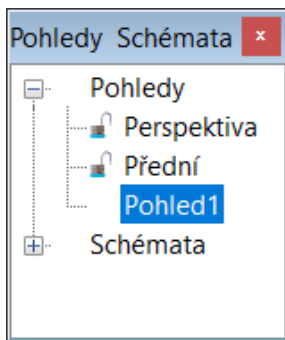 Pohledy Schémata x
Pohledy
Perspektiva
Přední
Pohled1
Schémata